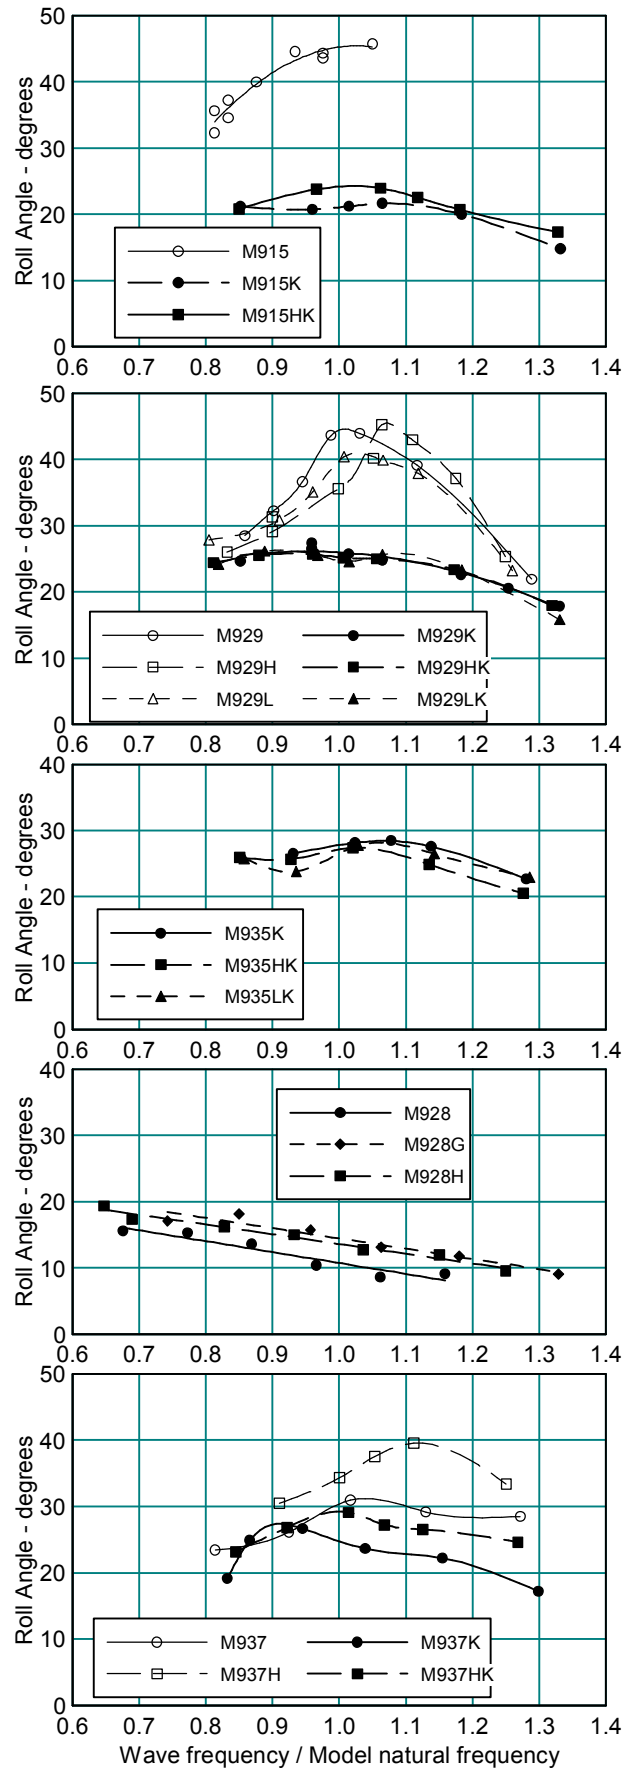 50
40
30
20
10
0
Roll Angle - degrees
M915
M915K
M915HK
0.6 0.7 0.8 0.9 1.0 1.1 1.2 1.3 1.4
50
40
30
20
10
0
Roll Angle - degrees
M929 M929K
M929H M929HK
M929L M929LK
0.6 0.7 0.8 0.9 1.0 1.1 1.2 1.3 1.4
40
30
20
10
0
Roll Angle - degrees
M935K
M935HK
M935LK
0.6 0.7 0.8 0.9 1.0 1.1 1.2 1.3 1.4
40
30
20
10
0
Roll Angle - degrees
M928
M928G
M928H
0.6 0.7 0.8 0.9 1.0 1.1 1.2 1.3 1.4
50
40
30
20
10
0
Roll Angle - degrees
M937 M937K
M937H M937HK
0.6 0.7 0.8 0.9 1.0 1.1 1.2 1.3 1.4
Wave frequency / Model natural frequency